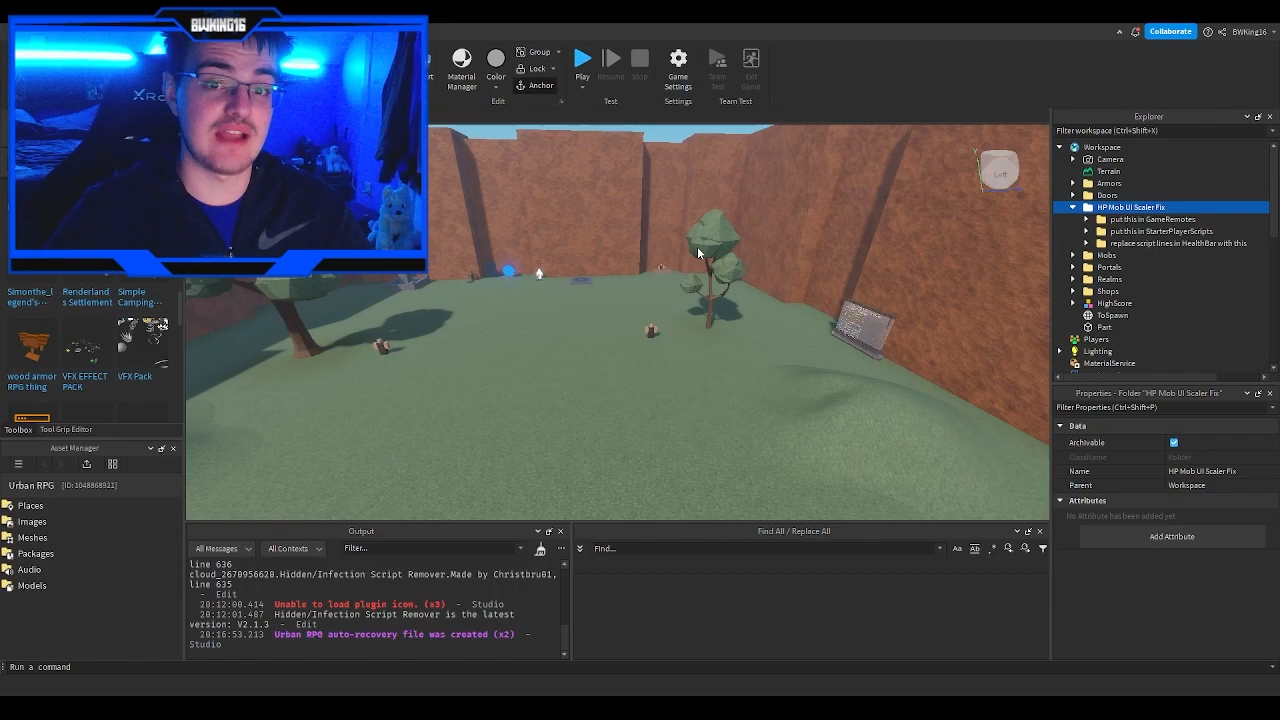 BWKING16
Collaborate
BWKing16
XRO
Material Manager
Color
Group
Lock
Anchor
Edit
Play
Resume
Stop
Test
Game Settings
Settings
Team Test
Exit Game
Team Test
Left
Explorer
Filter workspace (Ctrl+Shift+X)
Workspace
Camera
Terrain
Armors
Doors
HP Mob UI Scaler Fix
put this in GameRemotes
put this in StarterPlayerScripts
replace script lines in HealthBar with this
Mobs
Portals
Realms
Shops
HighScore
ToSpawn
Part
Players
Lighting
MaterialService
Properties - Folder "HP Mob UI Scaler Fix"
Filter Properties (Ctrl+Shift+P)
Data
Archivable
ClassName Folder
Name HP Mob UI Scaler Fix
Parent Workspace
Attributes
No Attribute has been added yet
Add Attribute
Simonthe_l egend's...
Renderland s Settlement
Simple Camping...
wood armor RPG thing
VFX EFFECT PACK
VFX Pack
Toolbox Tool Grip Editor
Asset Manager
Urban RPG [ID:1048868921]
Places
Images
Meshes
Packages
Audio
Models
Output
All Messages
All Contexts
Filter...
line 636
cloud_2670956620.Hidden/Infection Script Remover.Made by Christbru01,
line 635
- Edit
20:12:00.414 Unable to load plugin icon. (x3) - Studio
20:12:01.407 Hidden/Infection Script Remover is the latest
version: V2.1.3 - Edit
20:16:53.213 Urban RPG auto-recovery file was created (x2) -
Studio
Find All / Replace All
Find...
Aa Ab .*
Run a command